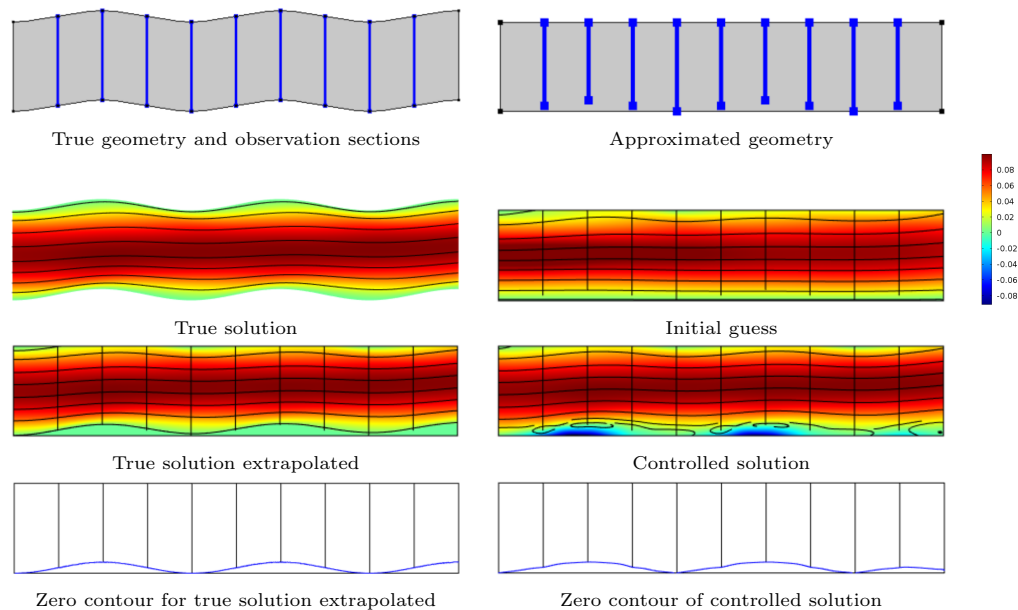 True geometry and observation sections
Approximated geometry
0.08
0.06
0.04
0.02
0
-0.02
-0.04
-0.06
-0.08
True solution
Initial guess
True solution extrapolated
Controlled solution
Zero contour for true solution extrapolated
Zero contour of controlled solution